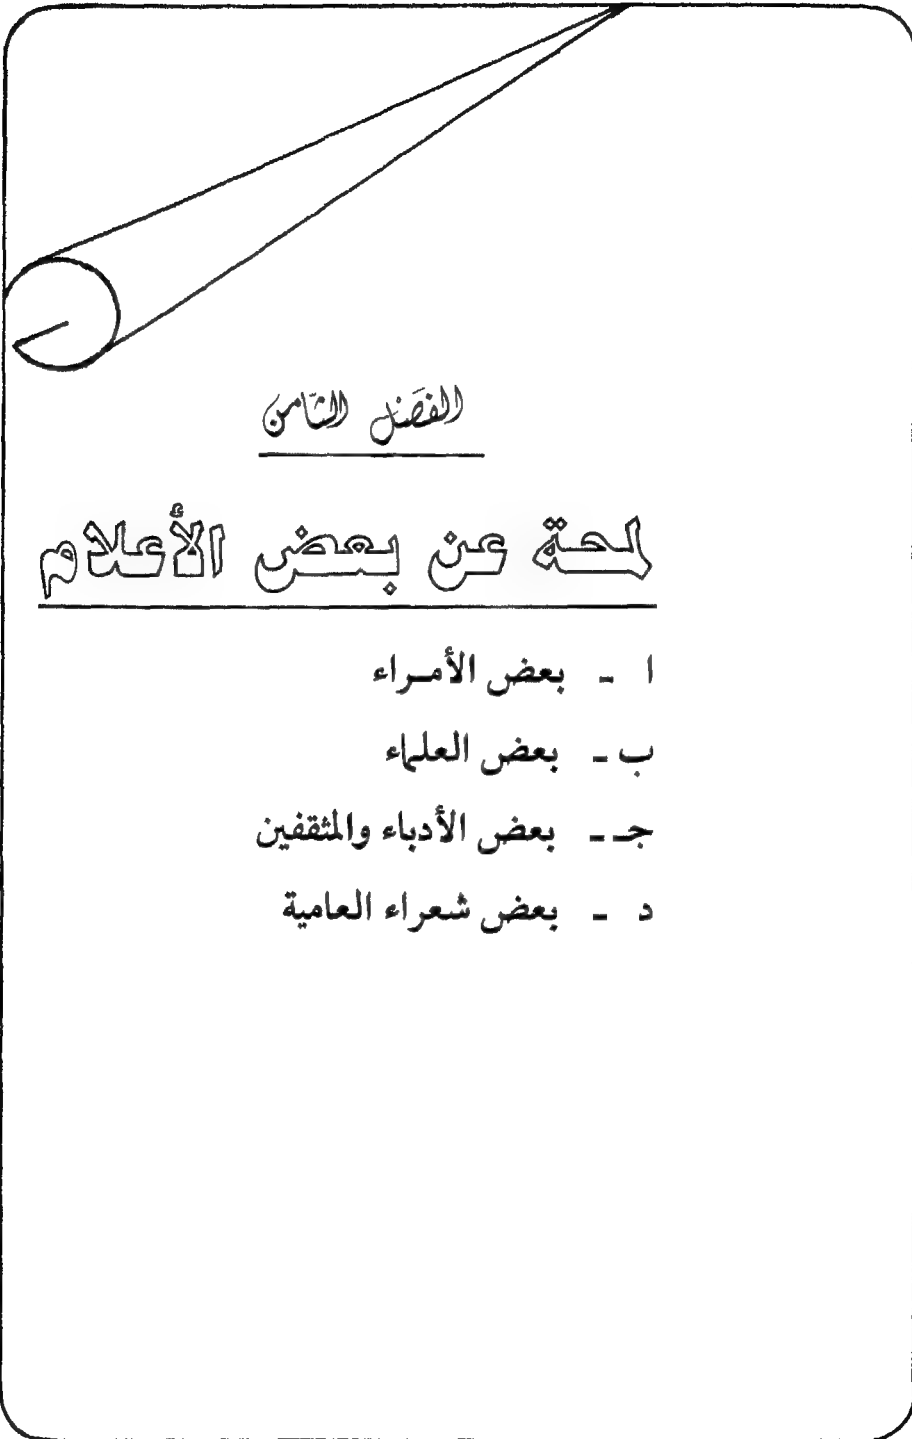 الفصل الثامن
لمحة عن بعض الأعلام
ا - بعض الأمراء
ب - بعض العلماء
جـ - بعض الأدباء والمثقفين
د - بعض شعراء العامية